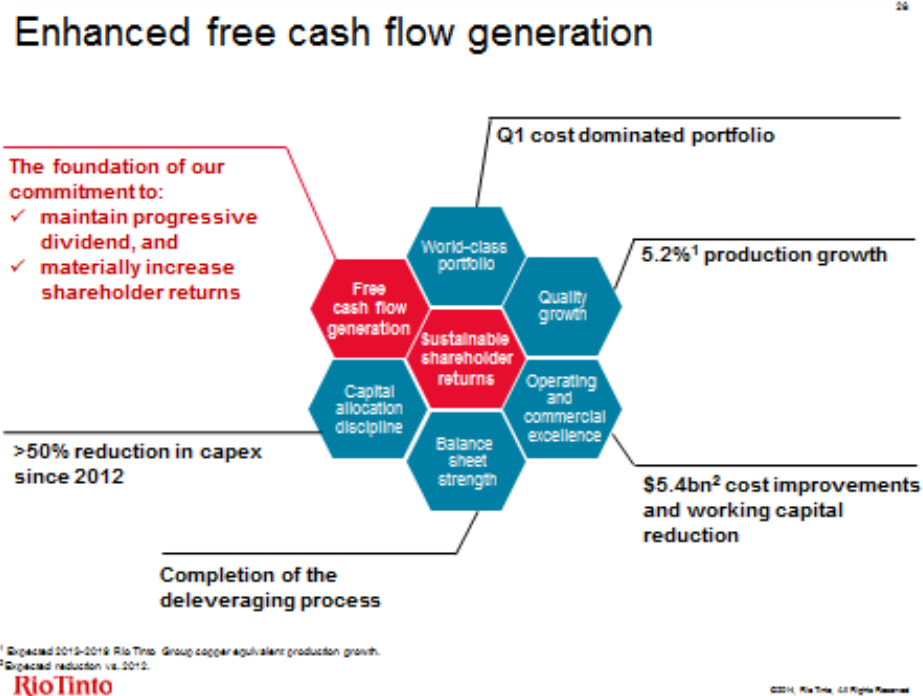 Enhanced free cash flow generation
Q1 cost dominated portfolio
The foundation of our
commitment to:
✓ maintain progressive
dividend, and
✓ materially increase
shareholder returns
5.2%¹ production growth
World-class
portfolio
Quality
growth
Free
cash flow
generation
Sustainable
shareholder
returns
Operating
and
commercial
excellence
Capital
allocation
discipline
Balance
sheet
strength
>50% reduction in capex
since 2012
$5.4bn² cost improvements
and working capital
reduction
Completion of the
deleveraging process
¹ Expected Rio Tinto Group copper equivalent production growth.
² Expected reduction vs. 2012.
RioTinto
©2014, Rio Tinto, All Rights Reserved